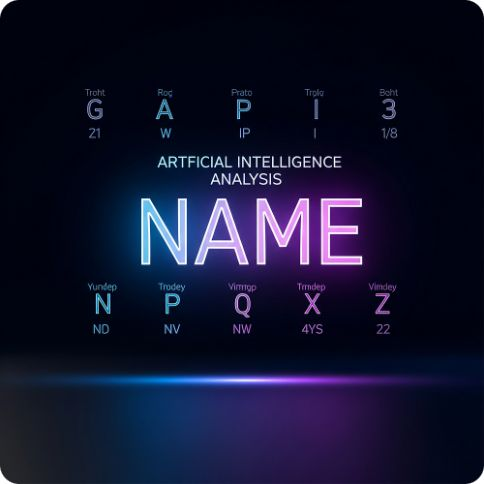 Troht Roç Prato Trplo Boht
G A P I 3
21 W IP I 1/8
ARTFICIAL INTELLIGENCE
ANALYSIS
NAME
Yundep Trodey Vimrqp Trmdep Vimdey
N P Q X Z
ND NV NW 4YS 22